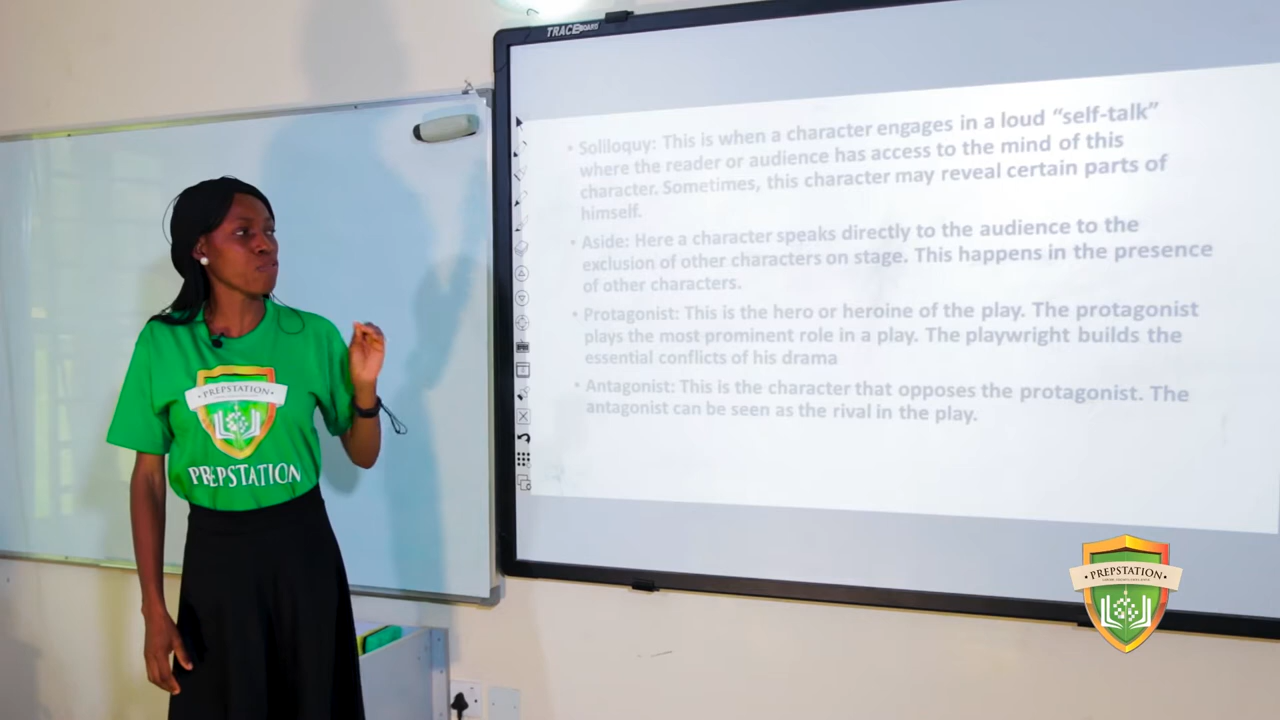 TRACEBOARD
• Soliloquy: This is when a character engages in a loud “self-talk”
where the reader or audience has access to the mind of this
character. Sometimes, this character may reveal certain parts of
himself.
• Aside: Here a character speaks directly to the audience to the
exclusion of other characters on stage. This happens in the presence
of other characters.
• Protagonist: This is the hero or heroine of the play. The protagonist
plays the most prominent role in a play. The playwright builds the
essential conflicts of his drama
• Antagonist: This is the character that opposes the protagonist. The
antagonist can be seen as the rival in the play.
• PREPSTATION •
PREPSTATION
• PREPSTATION •